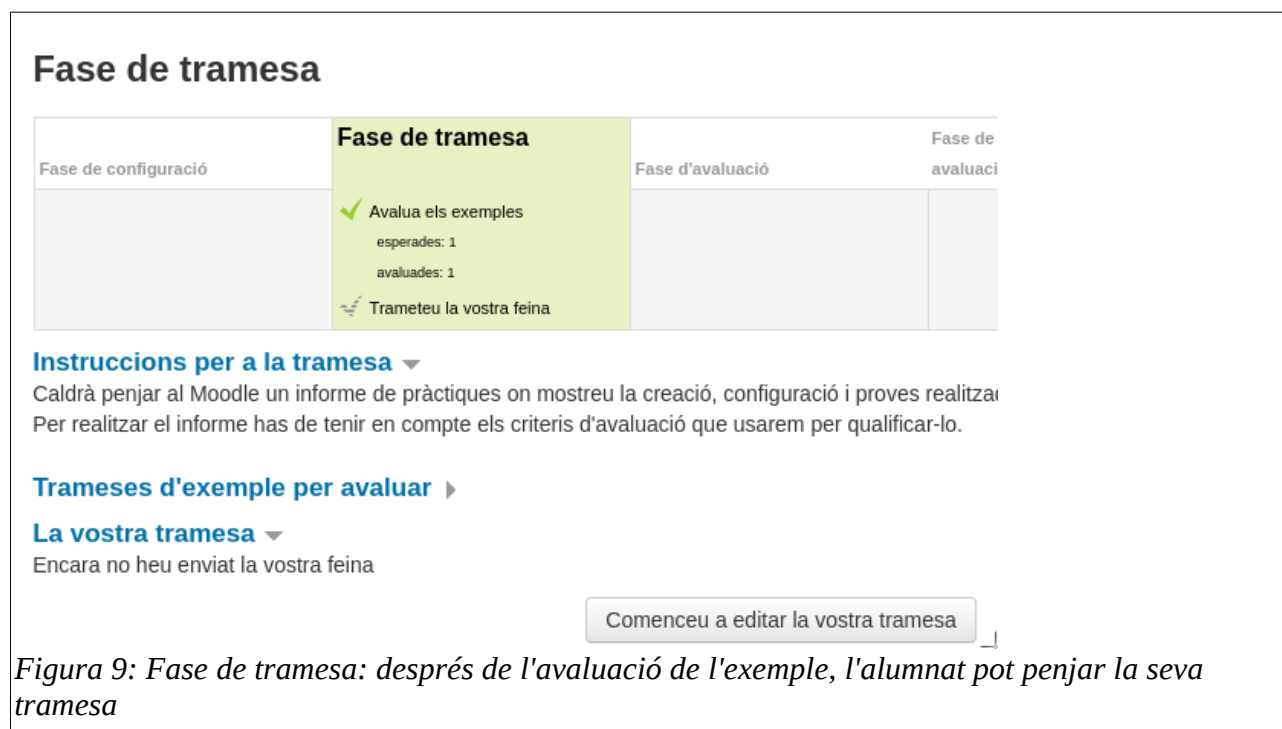 Fase de tramesa
Fase de configuració
Fase de tramesa
Avalua els exemples
esperades: 1
avaluades: 1
Trameteu la vostra feina
Fase d'avaluació
Fase de
Instruccions per a la tramesa
Caldrà penjar al Moodle un informe de pràctiques on mostreu la creació, configuració i proves
Per realitzar el informe has de tenir en compte els criteris d'avaluació que usarem per qualificar-lo.
Trameses d'exemple per avaluar
La vostra tramesa
Encara no heu enviat la vostra feina
Comenceu a editar la vostra tramesa
Figura 9: Fase de tramesa: després de l'avaluació de l'exemple, l'alumnat pot penjar la seva
tramesa